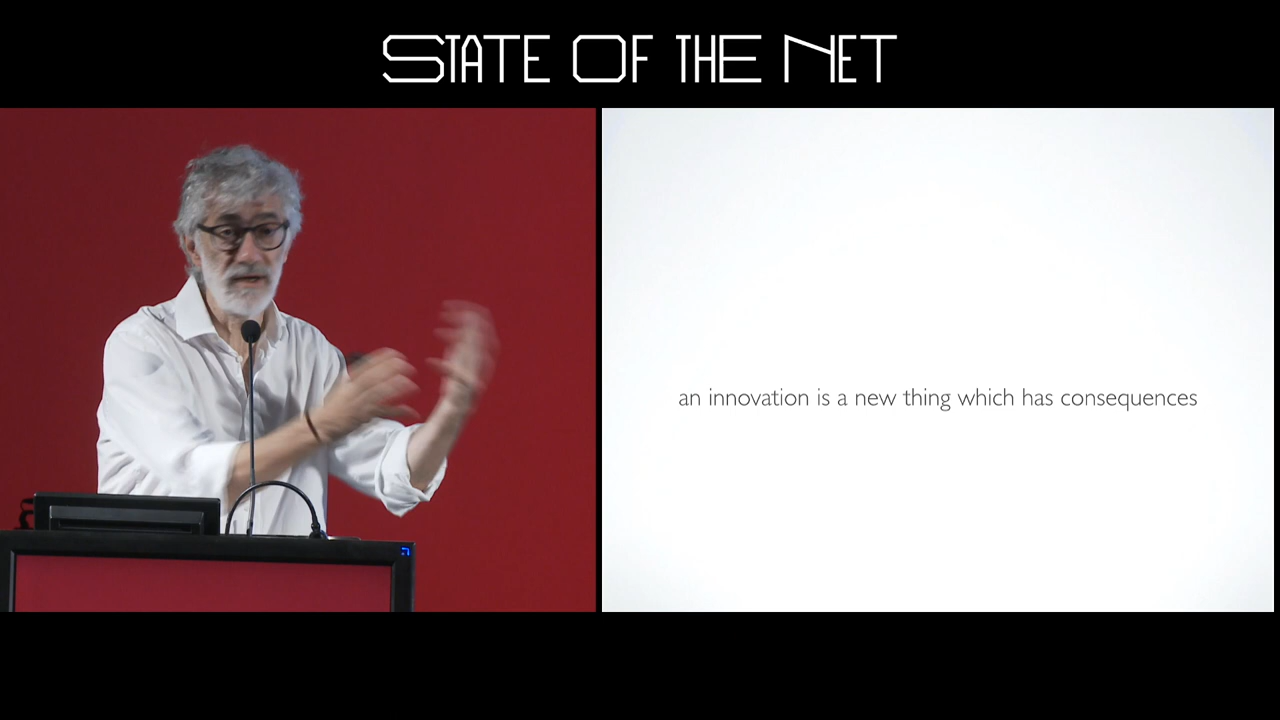 STATE OF THE NET
an innovation is a new thing which has consequences